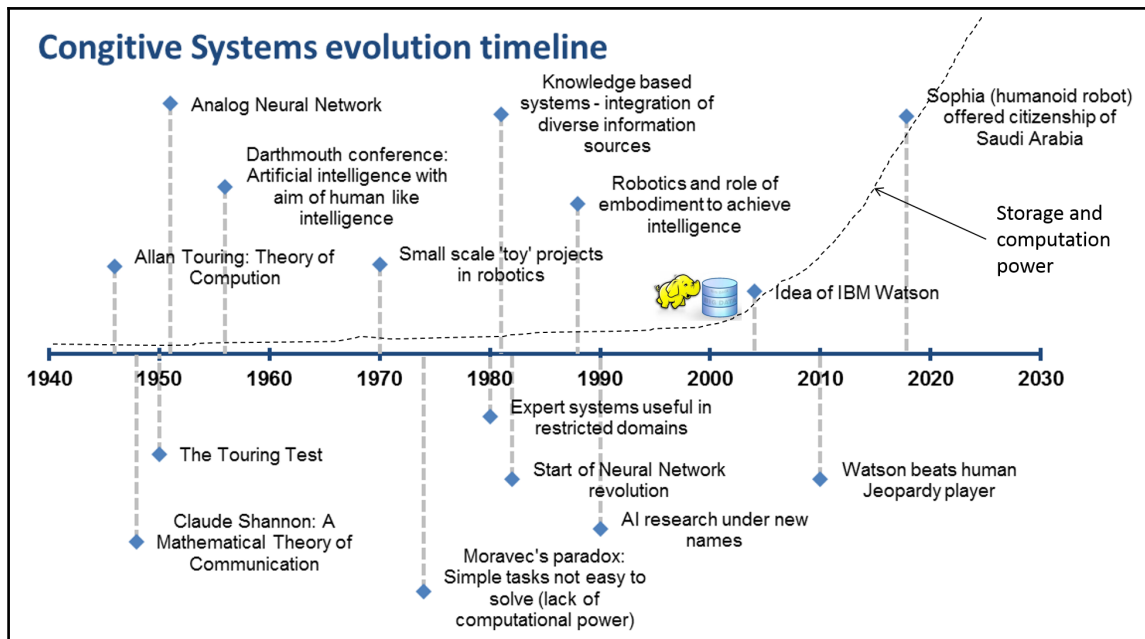 Congitive Systems evolution timeline
Analog Neural Network
Darthmouth conference:
Artificial intelligence with
aim of human like
intelligence
Allan Touring: Theory of
Compution
Small scale 'toy' projects
in robotics
Knowledge based
systems - integration of
diverse information
sources
Robotics and role of
embodiment to achieve
intelligence
Idea of IBM Watson
Sophia (humanoid robot)
offered citizenship of
Saudi Arabia
Storage and
computation
power
1940 1950 1960 1970 1980 1990 2000 2010 2020 2030
The Touring Test
Claude Shannon: A
Mathematical Theory of
Communication
Moravec's paradox:
Simple tasks not easy to
solve (lack of
computational power)
Expert systems useful in
restricted domains
Start of Neural Network
revolution
AI research under new
names
Watson beats human
Jeopardy player